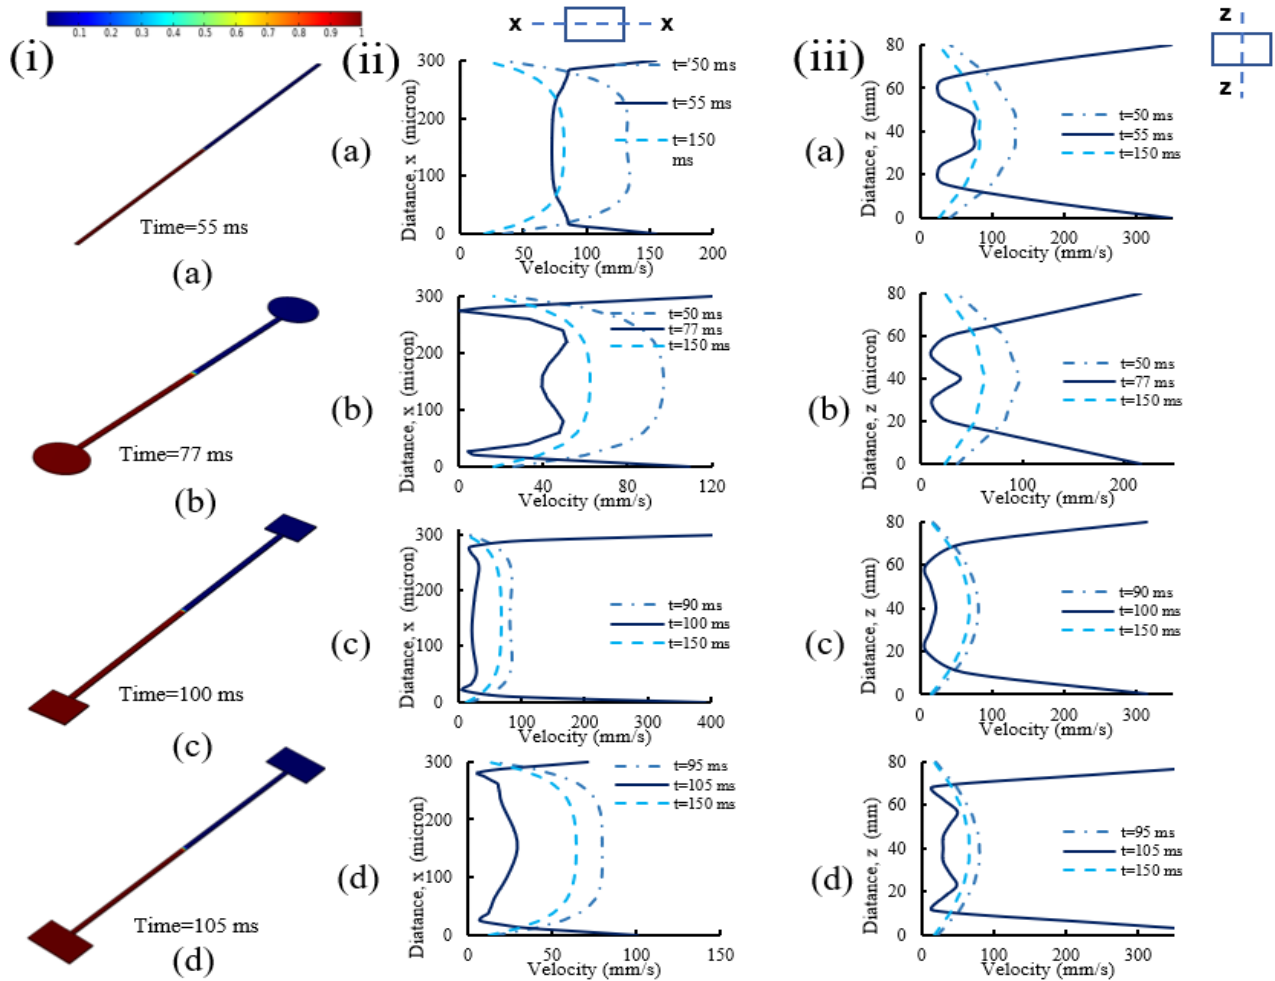 0.1 0.2 0.3 0.4 0.5 0.6 0.7 0.8 0.9 1
(i)
Time=55 ms
(a)
Time=77 ms
(b)
Time=100 ms
(c)
Time=105 ms
(d)
(ii)
x x
(a)
Diatance, x (micron)
300
200
100
0
t='50 ms
t=55 ms
t=150
ms
0 50 100 150 200
Velocity (mm/s)
(b)
Diatance, x (micron)
300
200
100
0
t=50 ms
t=77 ms
t=150 ms
0 40 80 120
Velocity (mm/s)
(c)
Diatance, x (micron)
300
200
100
0
t=90 ms
t=100 ms
t=150 ms
0 100 200 300 400
Velocity (mm/s)
(d)
Diatance, x (micron)
300
200
100
0
t=95 ms
t=105 ms
t=150 ms
0 50 100 150
Velocity (mm/s)
(iii)
z
z
(a)
Diatance, z (mm)
80
60
40
20
0
t=50 ms
t=55 ms
t=150 ms
0 100 200 300
Velocity (mm/s)
(b)
Diatance, z (micron)
80
60
40
20
0
t=50 ms
t=77 ms
t=150 ms
0 100 200
Velocity (mm/s)
(c)
Diatance, z (mm)
80
60
40
20
0
t=90 ms
t=100 ms
t=150 ms
0 100 200 300
Velocity (mm/s)
(d)
Diatance, z (mm)
80
60
40
20
0
t=95 ms
t=105 ms
t=150 ms
0 100 200 300
Velocity (mm/s)